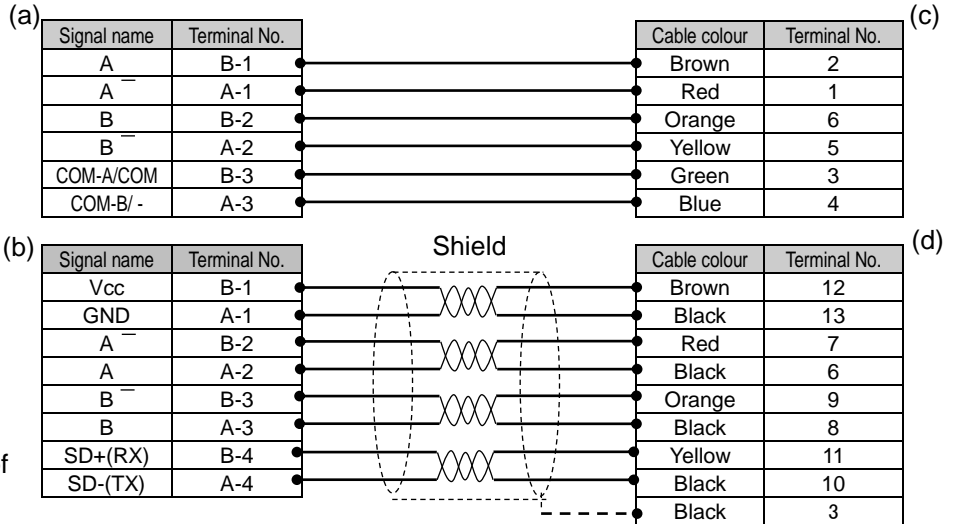 (a) (c)
Signal name Terminal No. Cable colour Terminal No.
A B-1 Brown 2
A̅ A-1 Red 1
B B-2 Orange 6
B̅ A-2 Yellow 5
COM-A/COM B-3 Green 3
COM-B/ - A-3 Blue 4
(b) Shield (d)
Signal name Terminal No. Cable colour Terminal No.
Vcc B-1 Brown 12
GND A-1 Black 13
A̅ B-2 Red 7
A A-2 Black 6
B̅ B-3 Orange 9
B A-3 Black 8
f SD+(RX) B-4 Yellow 11
SD-(TX) A-4 Black 10
Black 3